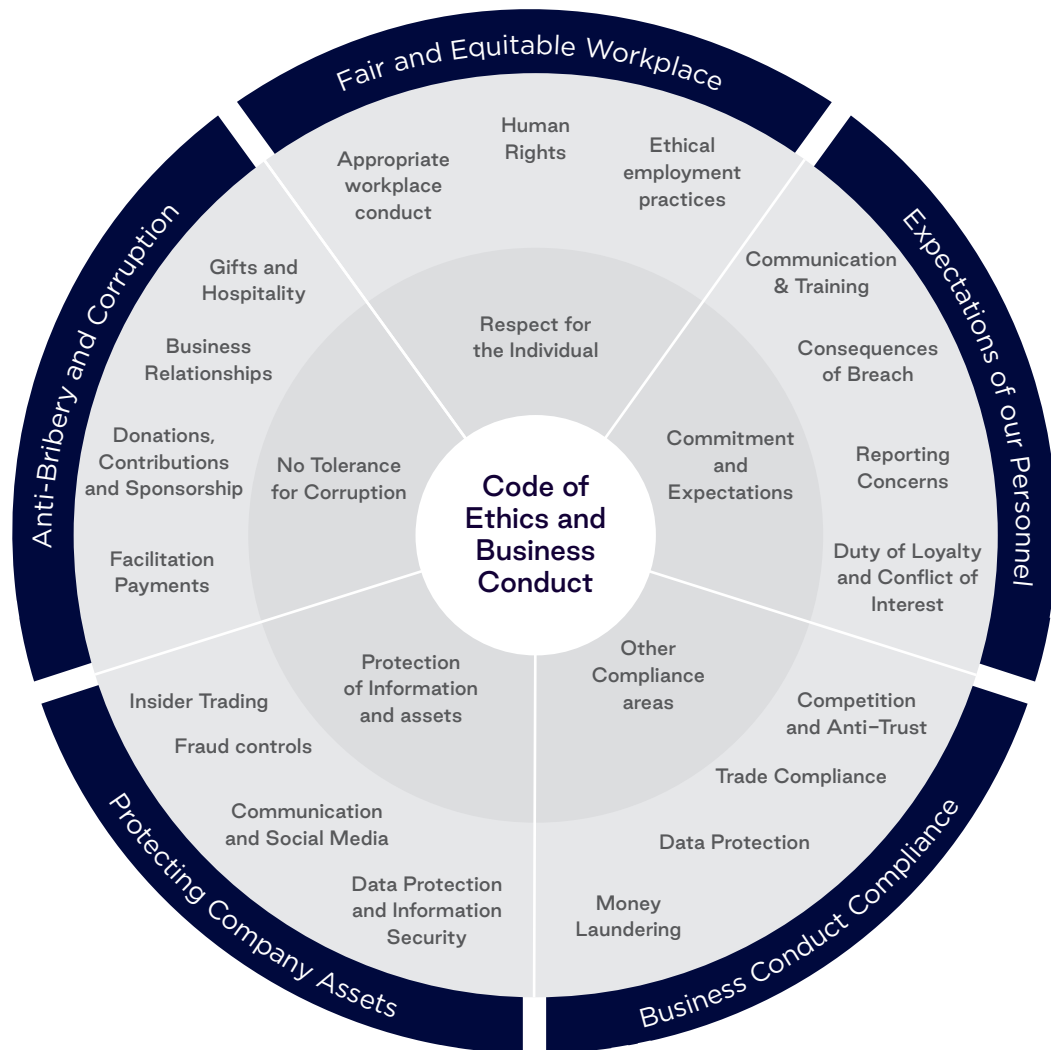 Fair and Equitable Workplace
Human
Rights
Appropriate
workplace
conduct
Ethical
employment
practices
Respect for
the Individual
Expectations of our Personnel
Communication
& Training
Consequences
of Breach
Reporting
Concerns
Duty of Loyalty
and Conflict of
Interest
Commitment
and
Expectations
Business Conduct Compliance
Competition
and Anti-Trust
Trade Compliance
Data Protection
Money
Laundering
Other
Compliance
areas
Protecting Company Assets
Insider Trading
Fraud controls
Communication
and Social Media
Data Protection
and Information
Security
Protection
of Information
and assets
Anti-Bribery and Corruption
Gifts and
Hospitality
Business
Relationships
Donations,
Contributions
and Sponsorship
Facilitation
Payments
No Tolerance
for Corruption
Code of
Ethics and
Business
Conduct